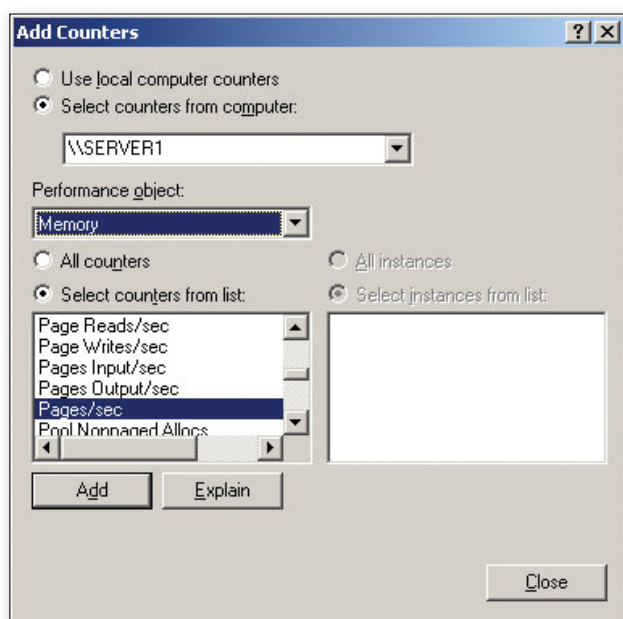 Add Counters
Use local computer counters
Select counters from computer:
\\SERVER1
Performance object:
Memory
All counters
All instances
Select counters from list:
Select instances from list:
Page Reads/sec
Page Writes/sec
Pages Input/sec
Pages Output/sec
Pages/sec
Pool Nonpaged Allocs
Add
Explain
Close